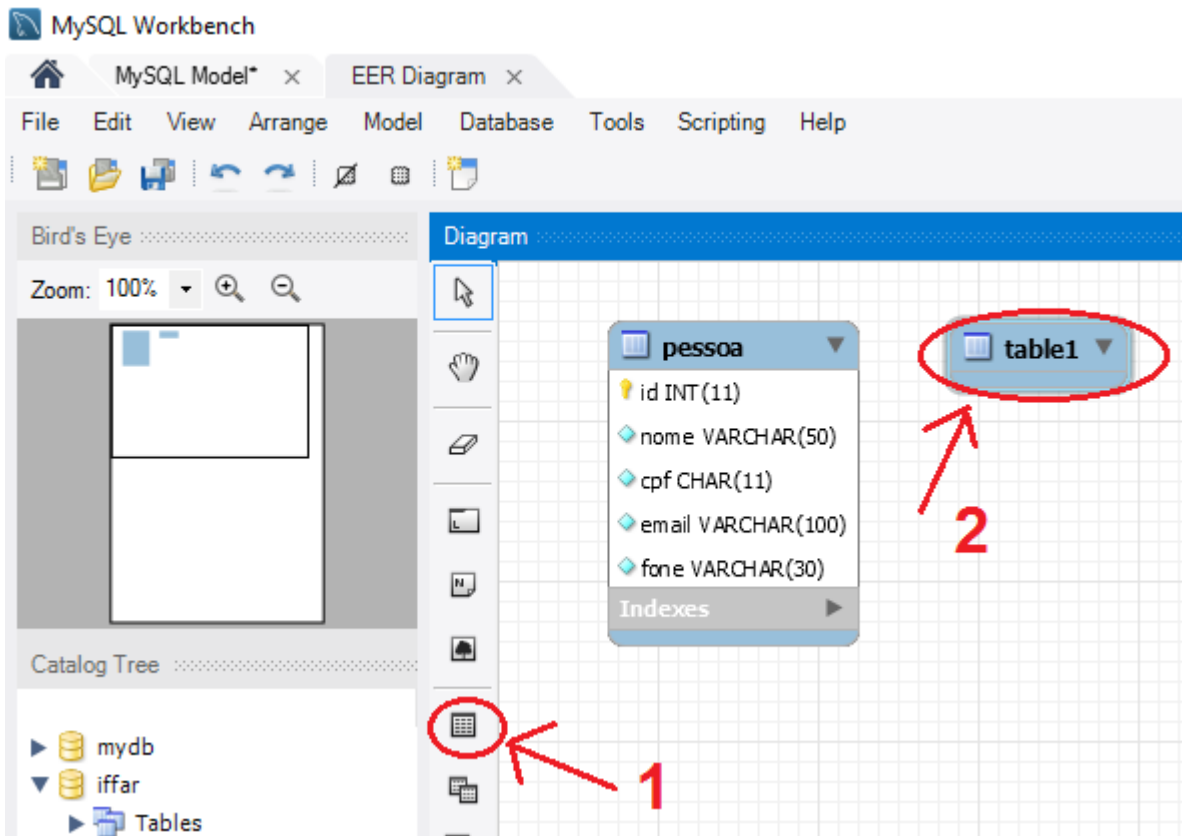 MySQL Workbench
MySQL Model* × EER Diagram ×
File Edit View Arrange Model Database Tools Scripting Help
Bird's Eye
Zoom: 100%
Diagram
pessoa
id INT(11)
nome VARCHAR(50)
cpf CHAR(11)
email VARCHAR(100)
fone VARCHAR(30)
Indexes
table1
2
1
Catalog Tree
mydb
iffar
Tables